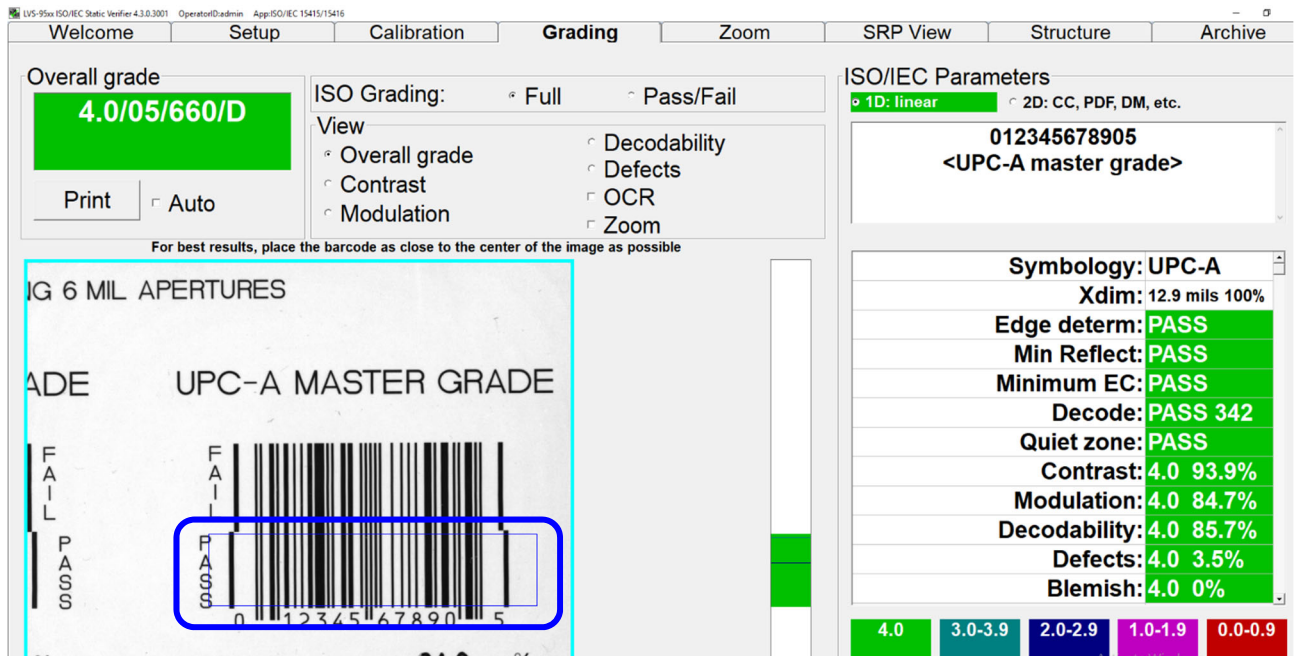 LVS-95xx ISO/IEC Static Verifier 4.3.0.3001 OperatorID:admin App:ISO/IEC 15415/15416
Welcome Setup Calibration Grading Zoom SRP View Structure Archive
Overall grade
4.0/05/660/D
Print Auto
ISO Grading: Full Pass/Fail
View
Overall grade
Contrast
Modulation
Decodability
Defects
OCR
Zoom
For best results, place the barcode as close to the center of the image as possible
6 MIL APERTURES
UPC-A MASTER GRADE
FAIL
FAIL
PASS
PASS
0 12345 67890 5
ISO/IEC Parameters
1D: linear 2D: CC, PDF, DM, etc.
012345678905
<UPC-A master grade>
Symbology: UPC-A
Xdim: 12.9 mils 100%
Edge determ: PASS
Min Reflect: PASS
Minimum EC: PASS
Decode: PASS 342
Quiet zone: PASS
Contrast: 4.0 93.9%
Modulation: 4.0 84.7%
Decodability: 4.0 85.7%
Defects: 4.0 3.5%
Blemish: 4.0 0%
4.0 3.0-3.9 2.0-2.9 1.0-1.9 0.0-0.9